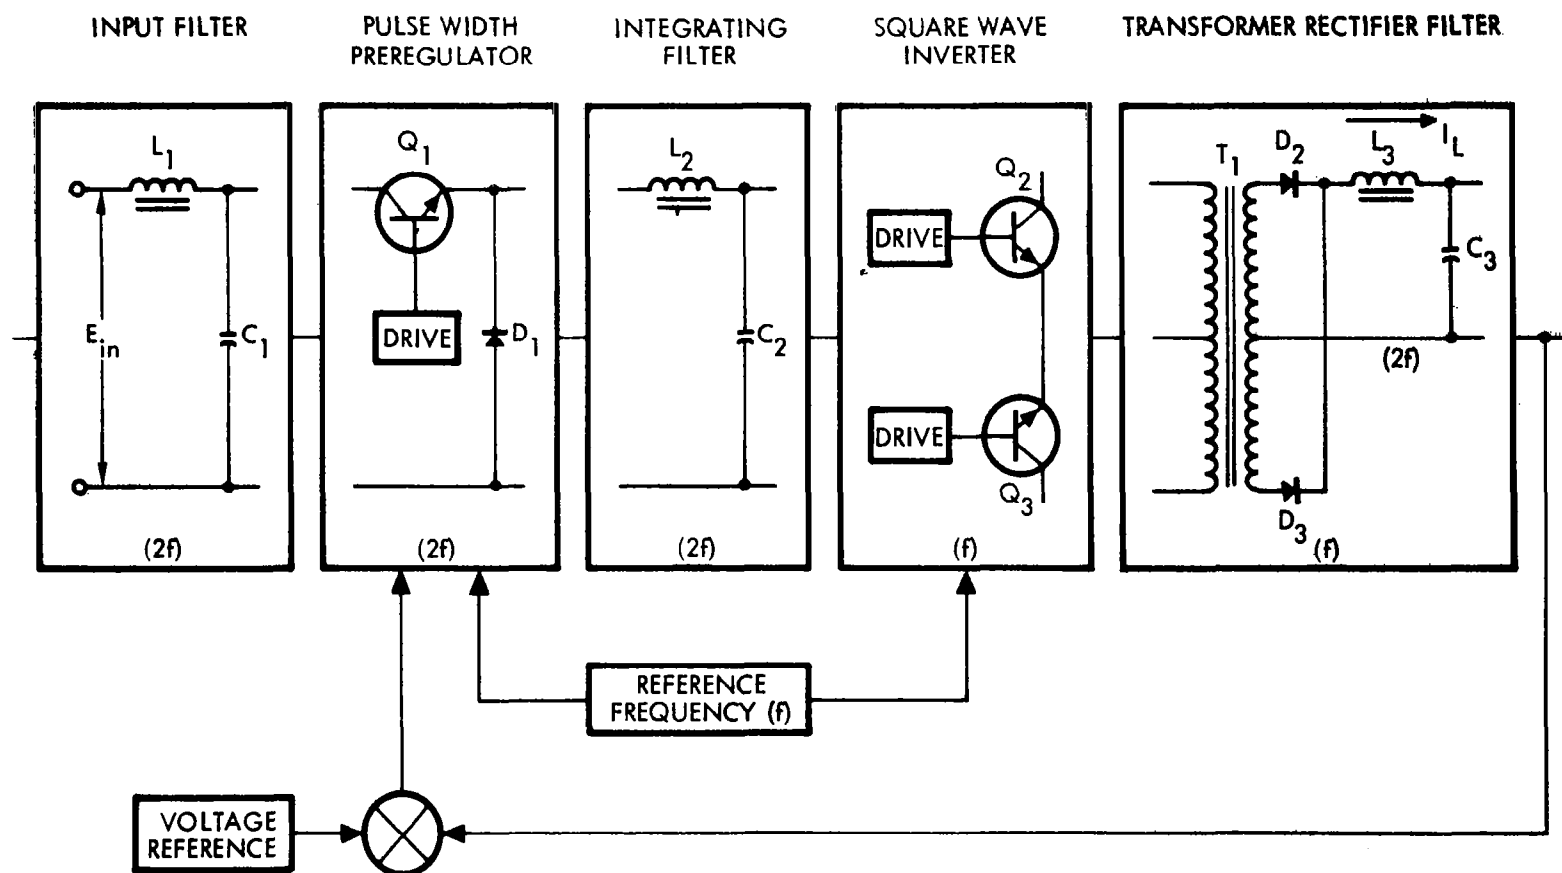 INPUT FILTER
PULSE WIDTH
PREREGULATOR
INTEGRATING
FILTER
SQUARE WAVE
INVERTER
TRANSFORMER RECTIFIER FILTER
L1
Ein
C1
(2f)
Q1
DRIVE
D1
(2f)
L2
C2
(2f)
Q2
DRIVE
DRIVE
Q3
(f)
T1
D2
L3
IL
C3
(2f)
D3
(f)
REFERENCE
FREQUENCY (f)
VOLTAGE
REFERENCE